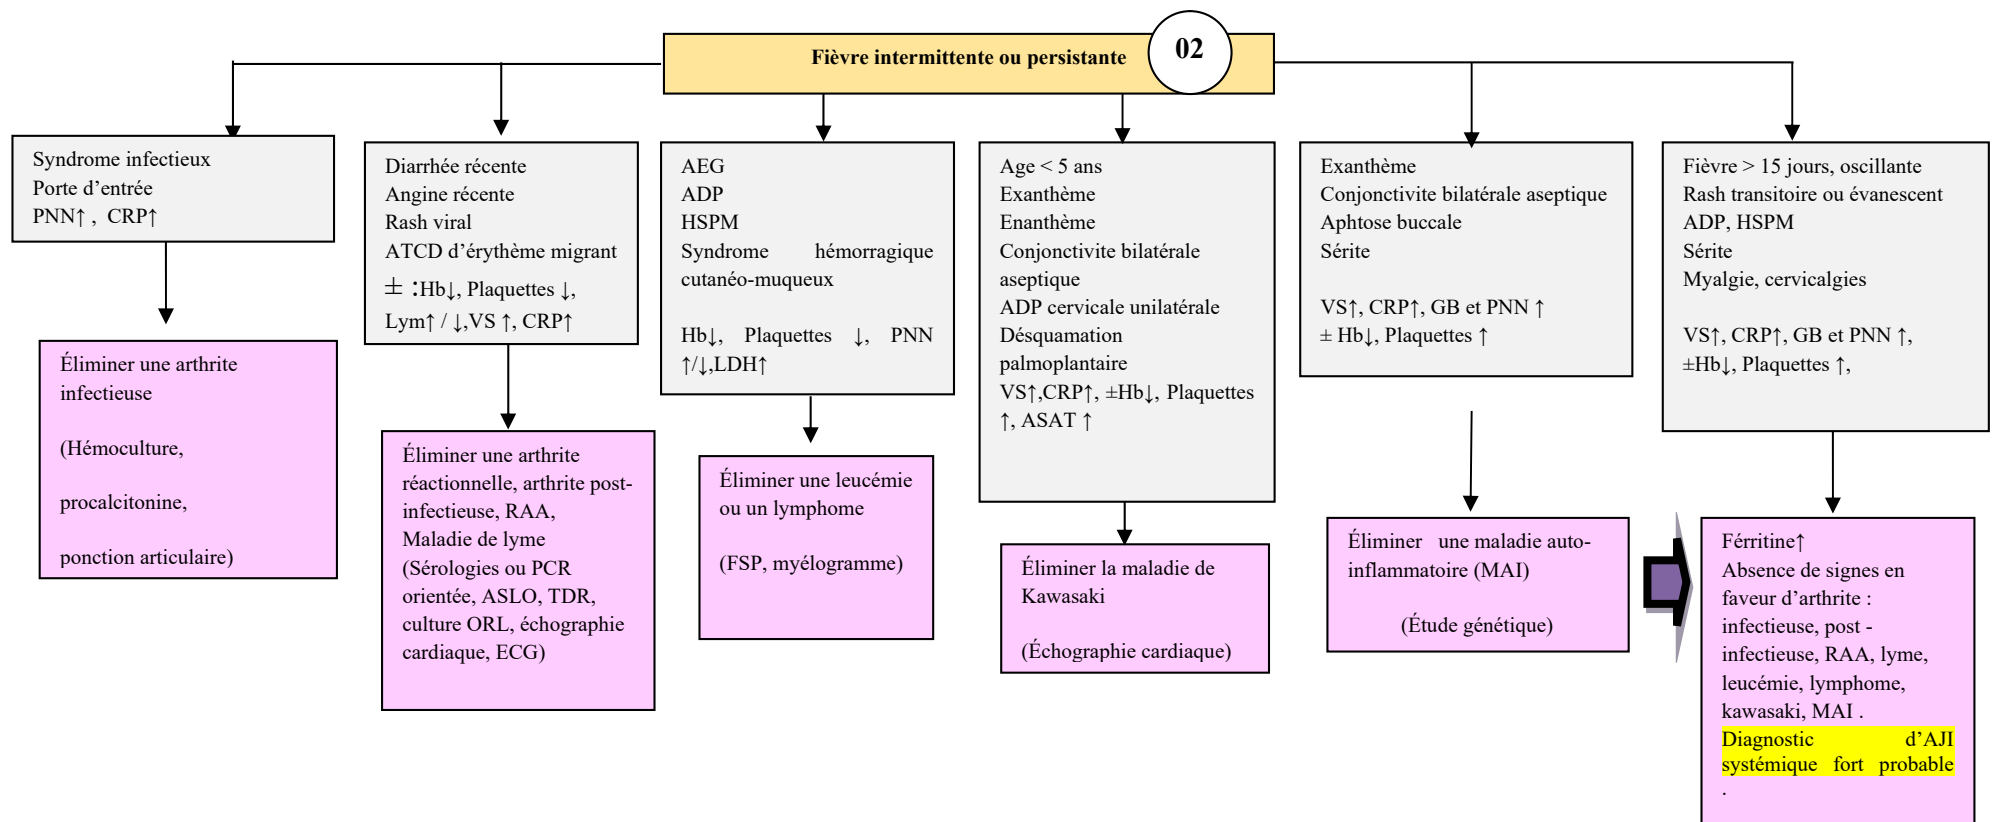 Fièvre intermittente ou persistante
02
Syndrome infectieux
Porte d’entrée
PNN↑ , CRP↑
Éliminer une arthrite
infectieuse
(Hémoculture,
procalcitonine,
ponction articulaire)
Diarrhée récente
Angine récente
Rash viral
ATCD d’érythème migrant
± :Hb↓, Plaquettes ↓,
Lym↑ / ↓,VS ↑, CRP↑
Éliminer une arthrite
réactionnelle, arthrite post-
infectieuse, RAA,
Maladie de lyme
(Sérologies ou PCR
orientée, ASLO, TDR,
culture ORL, échographie
cardiaque, ECG)
AEG
ADP
HSPM
Syndrome hémorragique
cutanéo-muqueux
Hb↓, Plaquettes ↓, PNN
↑/↓,LDH↑
Éliminer une leucémie
ou un lymphome
(FSP, myélogramme)
Age < 5 ans
Exanthème
Enanthème
Conjonctivite bilatérale
aseptique
ADP cervicale unilatérale
Désquamation
palmoplantaire
VS↑,CRP↑, ±Hb↓, Plaquettes
↑, ASAT ↑
Éliminer la maladie de
Kawasaki
(Échographie cardiaque)
Exanthème
Conjonctivite bilatérale aseptique
Aphtose buccale
Sérite
VS↑, CRP↑, GB et PNN ↑
± Hb↓, Plaquettes ↑
Éliminer une maladie auto-
inflammatoire (MAI)
(Étude génétique)
Fièvre > 15 jours, oscillante
Rash transitoire ou évanescent
ADP, HSPM
Sérite
Myalgie, cervicalgies
VS↑, CRP↑, GB et PNN ↑,
±Hb↓, Plaquettes ↑,
Férritine↑
Absence de signes en
faveur d’arthrite :
infectieuse, post -
infectieuse, RAA, lyme,
leucémie, lymphome,
kawasaki, MAI .
Diagnostic d’AJI
systémique fort probable
.